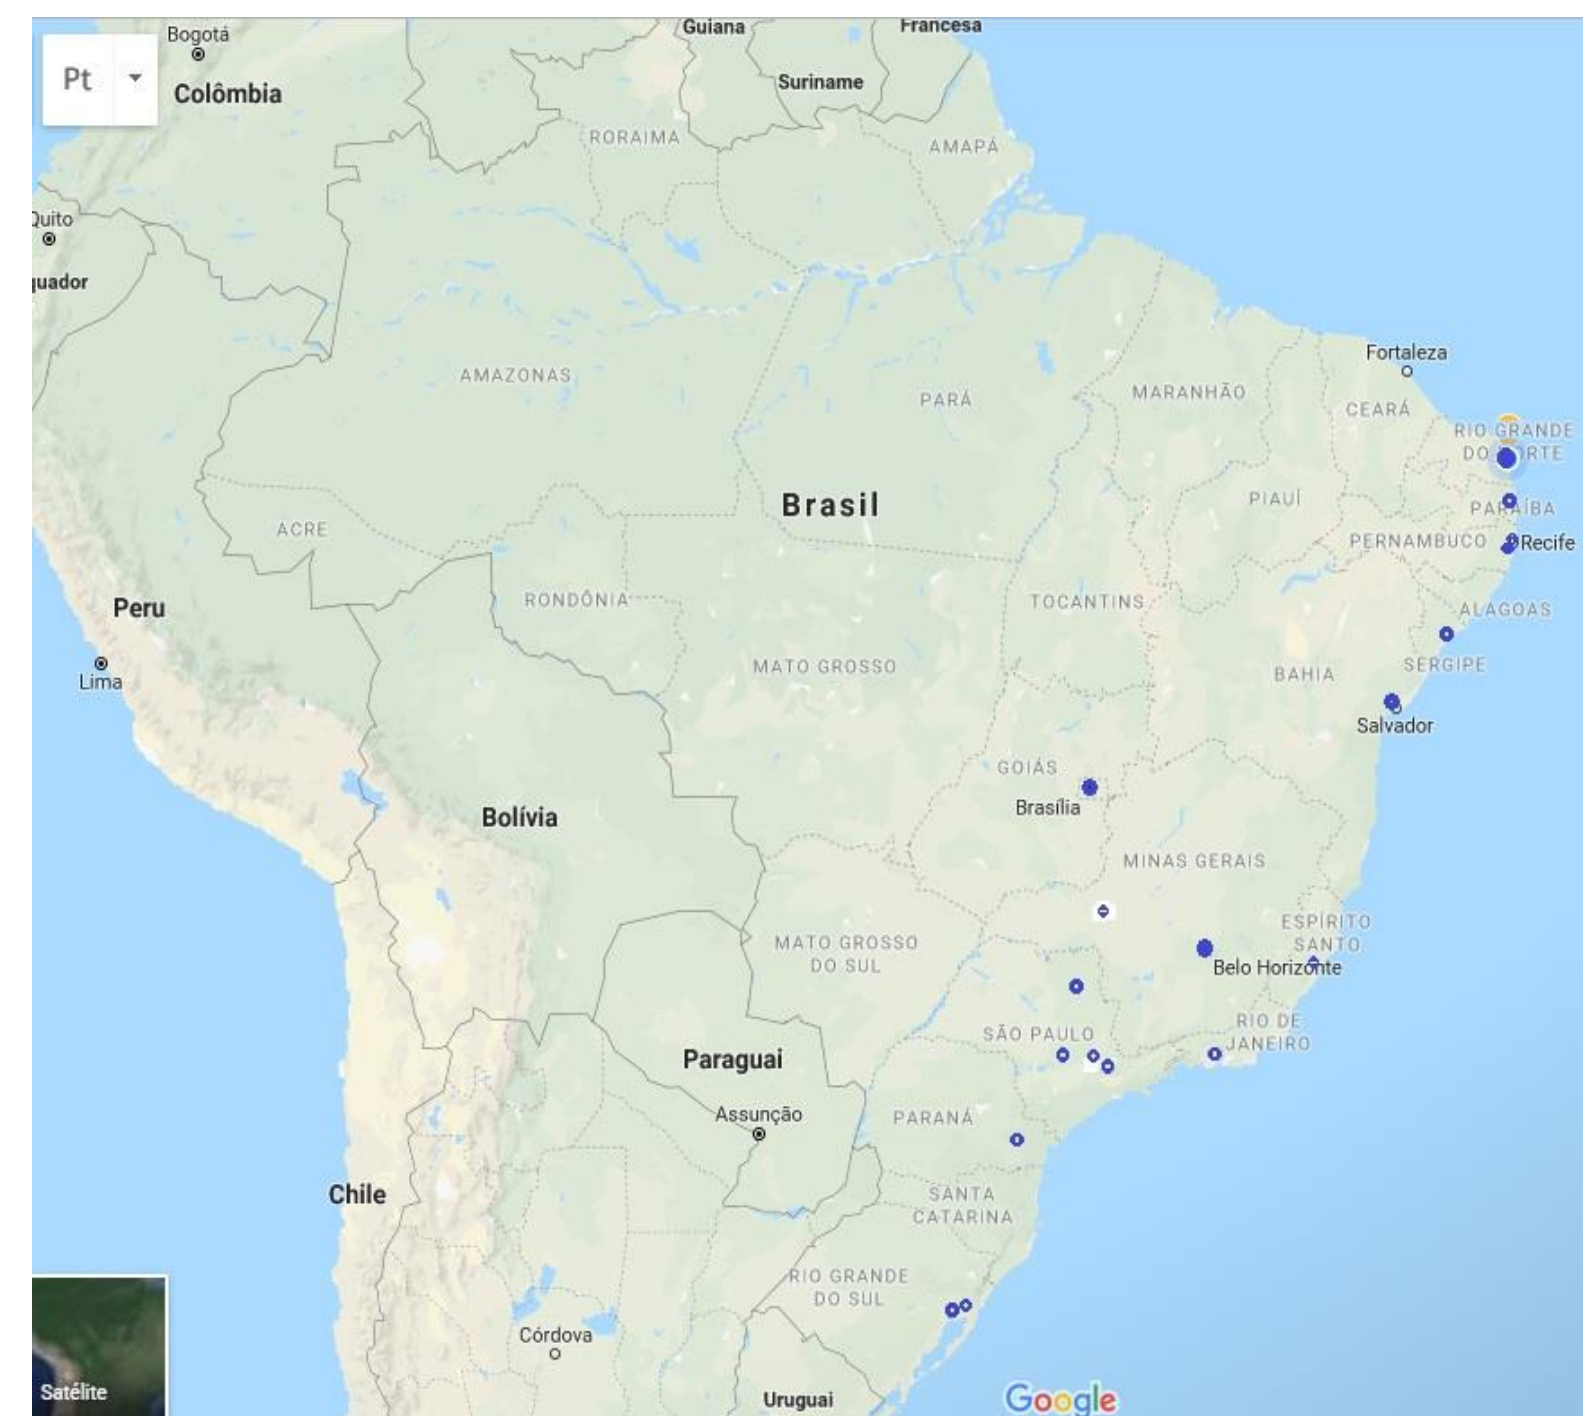 Bogotá
Guiana
Francesa
Pt
Colômbia
Suriname
RORAIMA
AMAPÁ
Quito
quador
Fortaleza
AMAZONAS
PARÁ
MARANHÃO
CEARÁ
RIO GRANDE
DO NORTE
Brasil
PIAUÍ
PARAÍBA
ACRE
PERNAMBUCO
Recife
Peru
RONDÔNIA
TOCANTINS
ALAGOAS
MATO GROSSO
BAHIA
SERGIPE
Lima
Salvador
GOIÁS
Brasília
Bolívia
MINAS GERAIS
MATO GROSSO
DO SUL
ESPÍRITO
SANTO
Belo Horizonte
SÃO PAULO
RIO DE
JANEIRO
Paraguai
Assunção
PARANÁ
Chile
SANTA
CATARINA
RIO GRANDE
DO SUL
Córdova
Satélite
Uruguai
Google